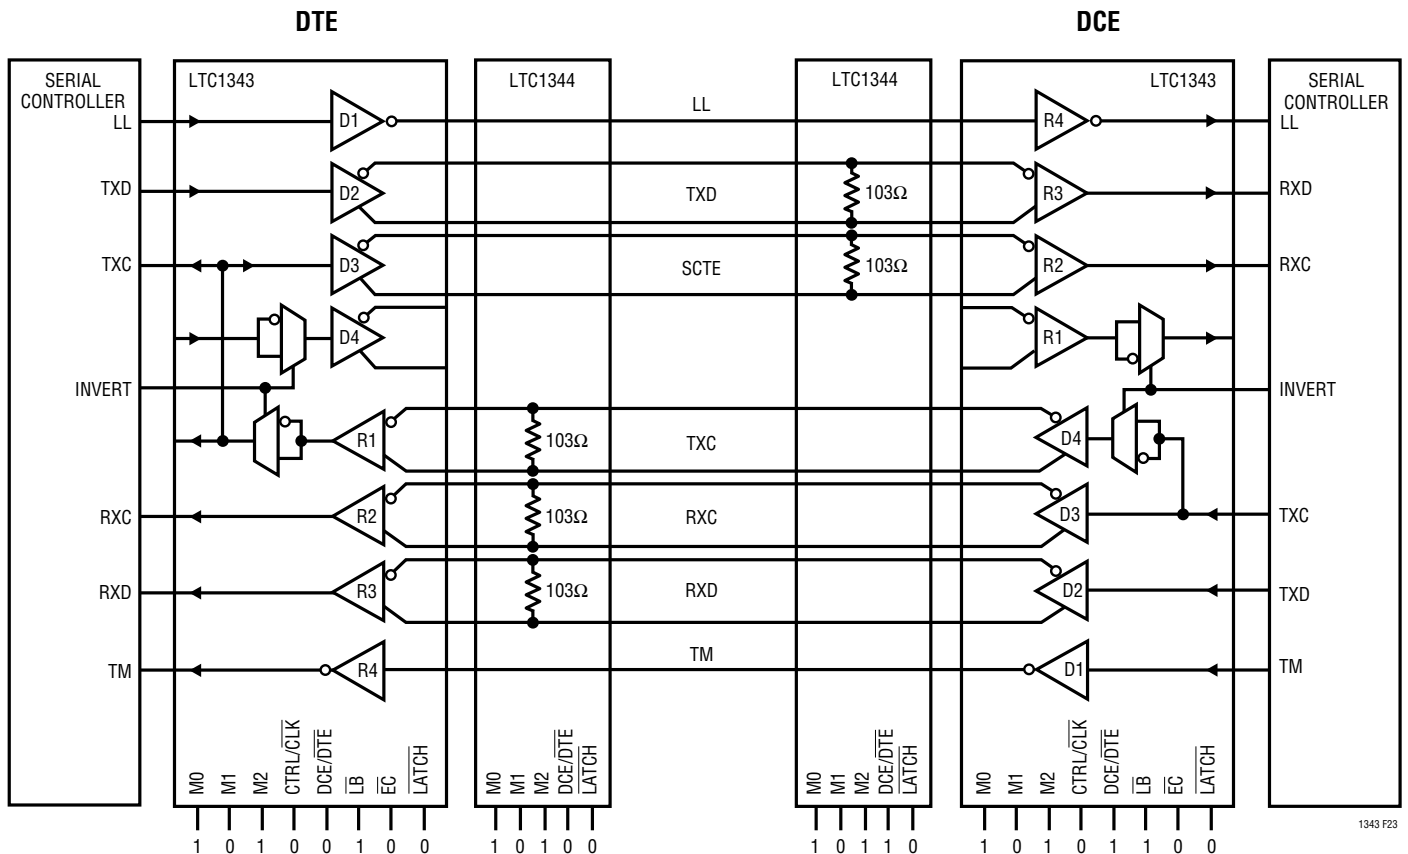 DTE
DCE
SERIAL
CONTROLLER
LL
TXD
TXC
INVERT
RXC
RXD
TM
LTC1343
D1
D2
D3
D4
R1
R2
R3
R4
M0
M1
M2
CTRL/CLK
DCE/DTE
LB
EC
LATCH
1 0 1 0 0 1 0 0
LTC1344
103Ω
103Ω
103Ω
M0
M1
M2
DCE/DTE
LATCH
1 0 1 0 0
LL
TXD
SCTE
TXC
RXC
RXD
TM
LTC1344
103Ω
103Ω
M0
M1
M2
DCE/DTE
LATCH
1 0 1 1 0
LTC1343
R4
R3
R2
R1
D4
D3
D2
D1
M0
M1
M2
CTRL/CLK
DCE/DTE
LB
EC
LATCH
1 0 1 0 1 1 0 0
SERIAL
CONTROLLER
LL
RXD
RXC
INVERT
TXC
TXD
TM
1343 F23